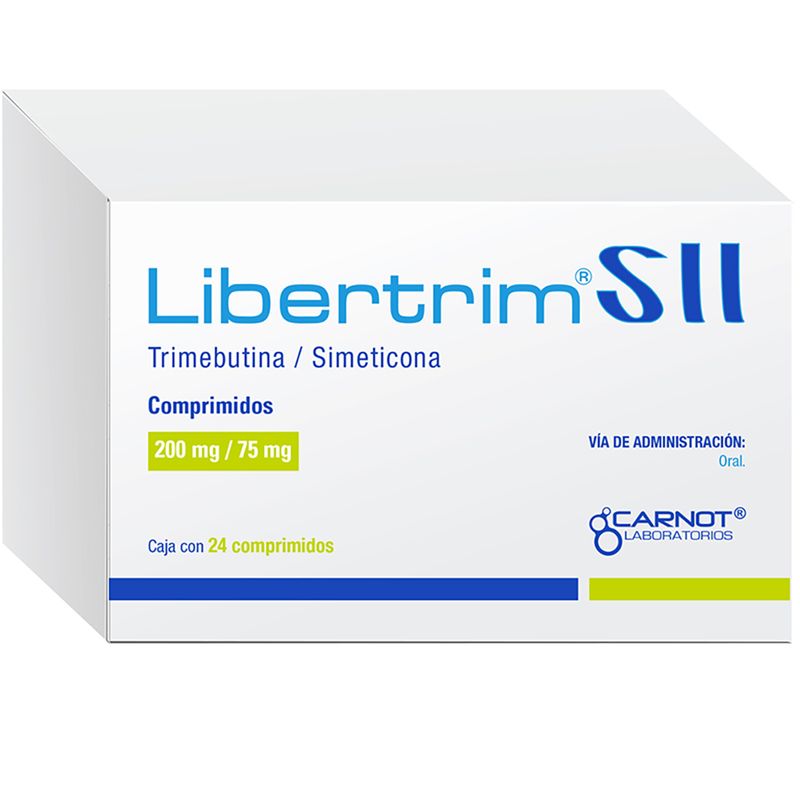 Libertrim® SII
Trimebutina / Simeticona
Comprimidos
200 mg / 75 mg
VÍA DE ADMINISTRACIÓN:
Oral.
Caja con 24 comprimidos
CARNOT®
LABORATORIOS